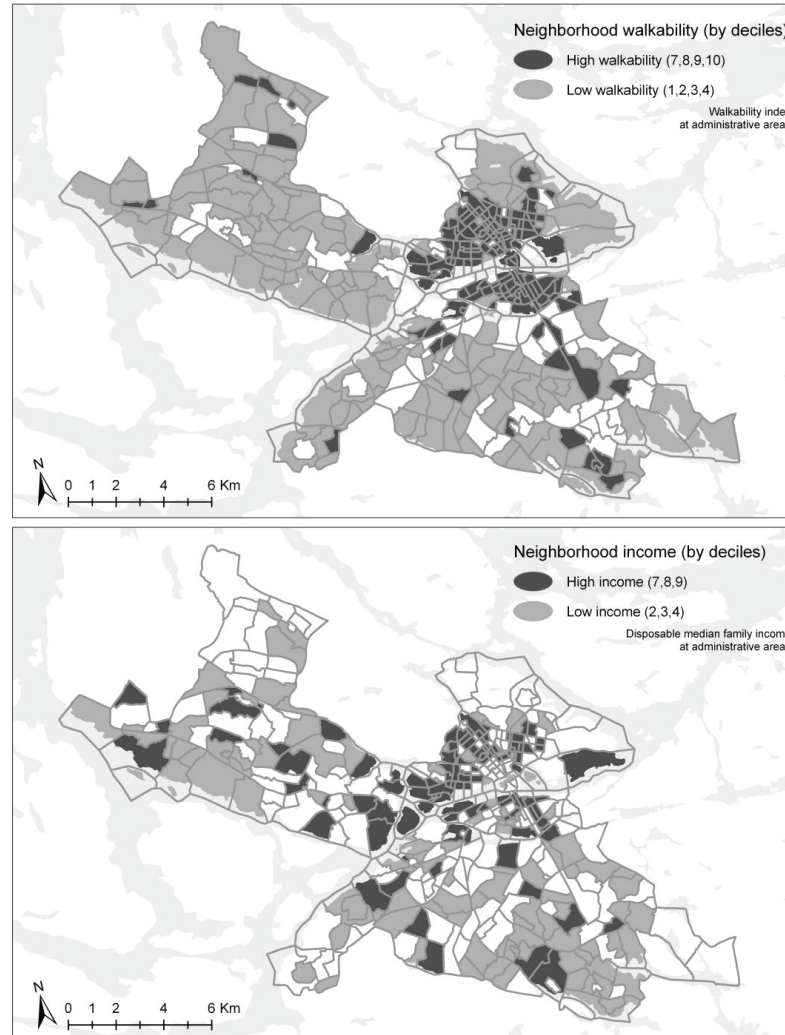 Neighborhood walkability (by deciles)
High walkability (7,8,9,10)
Low walkability (1,2,3,4)
Walkability inde
at administrative area
N
0 1 2 4 6 Km
Neighborhood income (by deciles)
High income (7,8,9)
Low income (2,3,4)
Disposable median family incom
at administrative area
N
0 1 2 4 6 Km